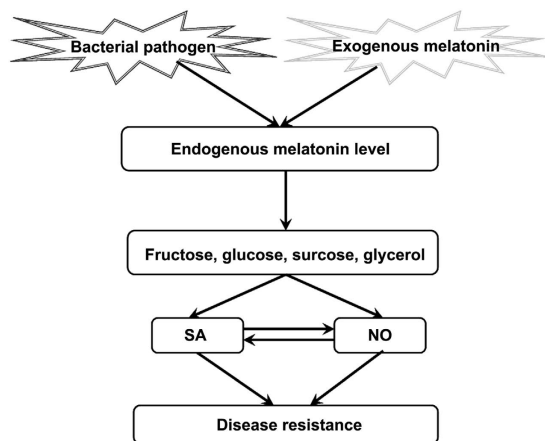 Bacterial pathogen
Exogenous melatonin
Endogenous melatonin level
Fructose, glucose, surcose, glycerol
SA
NO
Disease resistance